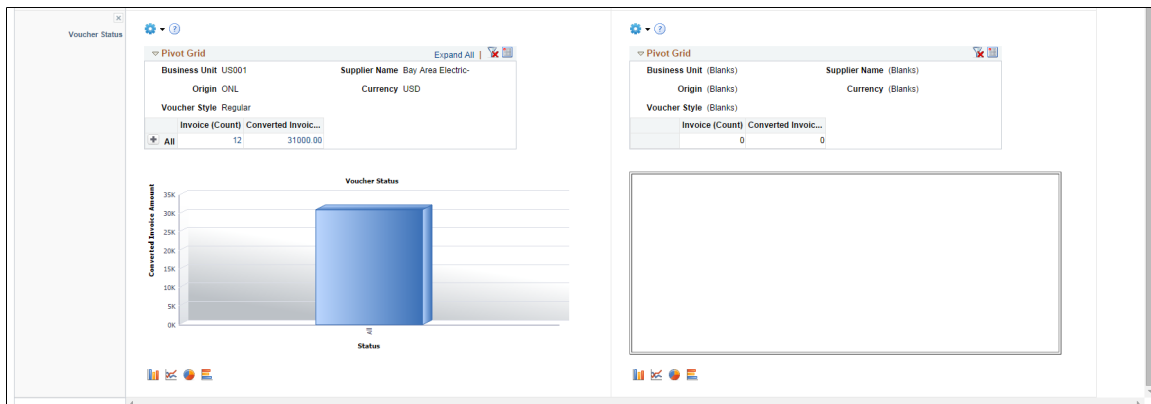 Voucher Status
Pivot Grid
Expand All |
Business Unit US001
Supplier Name Bay Area Electric-
Origin ONL
Currency USD
Voucher Style Regular
Invoice (Count) Converted Invoic...
All 12 31000.00
Voucher Status
Converted Invoice Amount
35K
30K
25K
20K
15K
10K
5K
0K
All
Status
Pivot Grid
Business Unit (Blanks)
Supplier Name (Blanks)
Origin (Blanks)
Currency (Blanks)
Voucher Style (Blanks)
Invoice (Count) Converted Invoic...
0 0